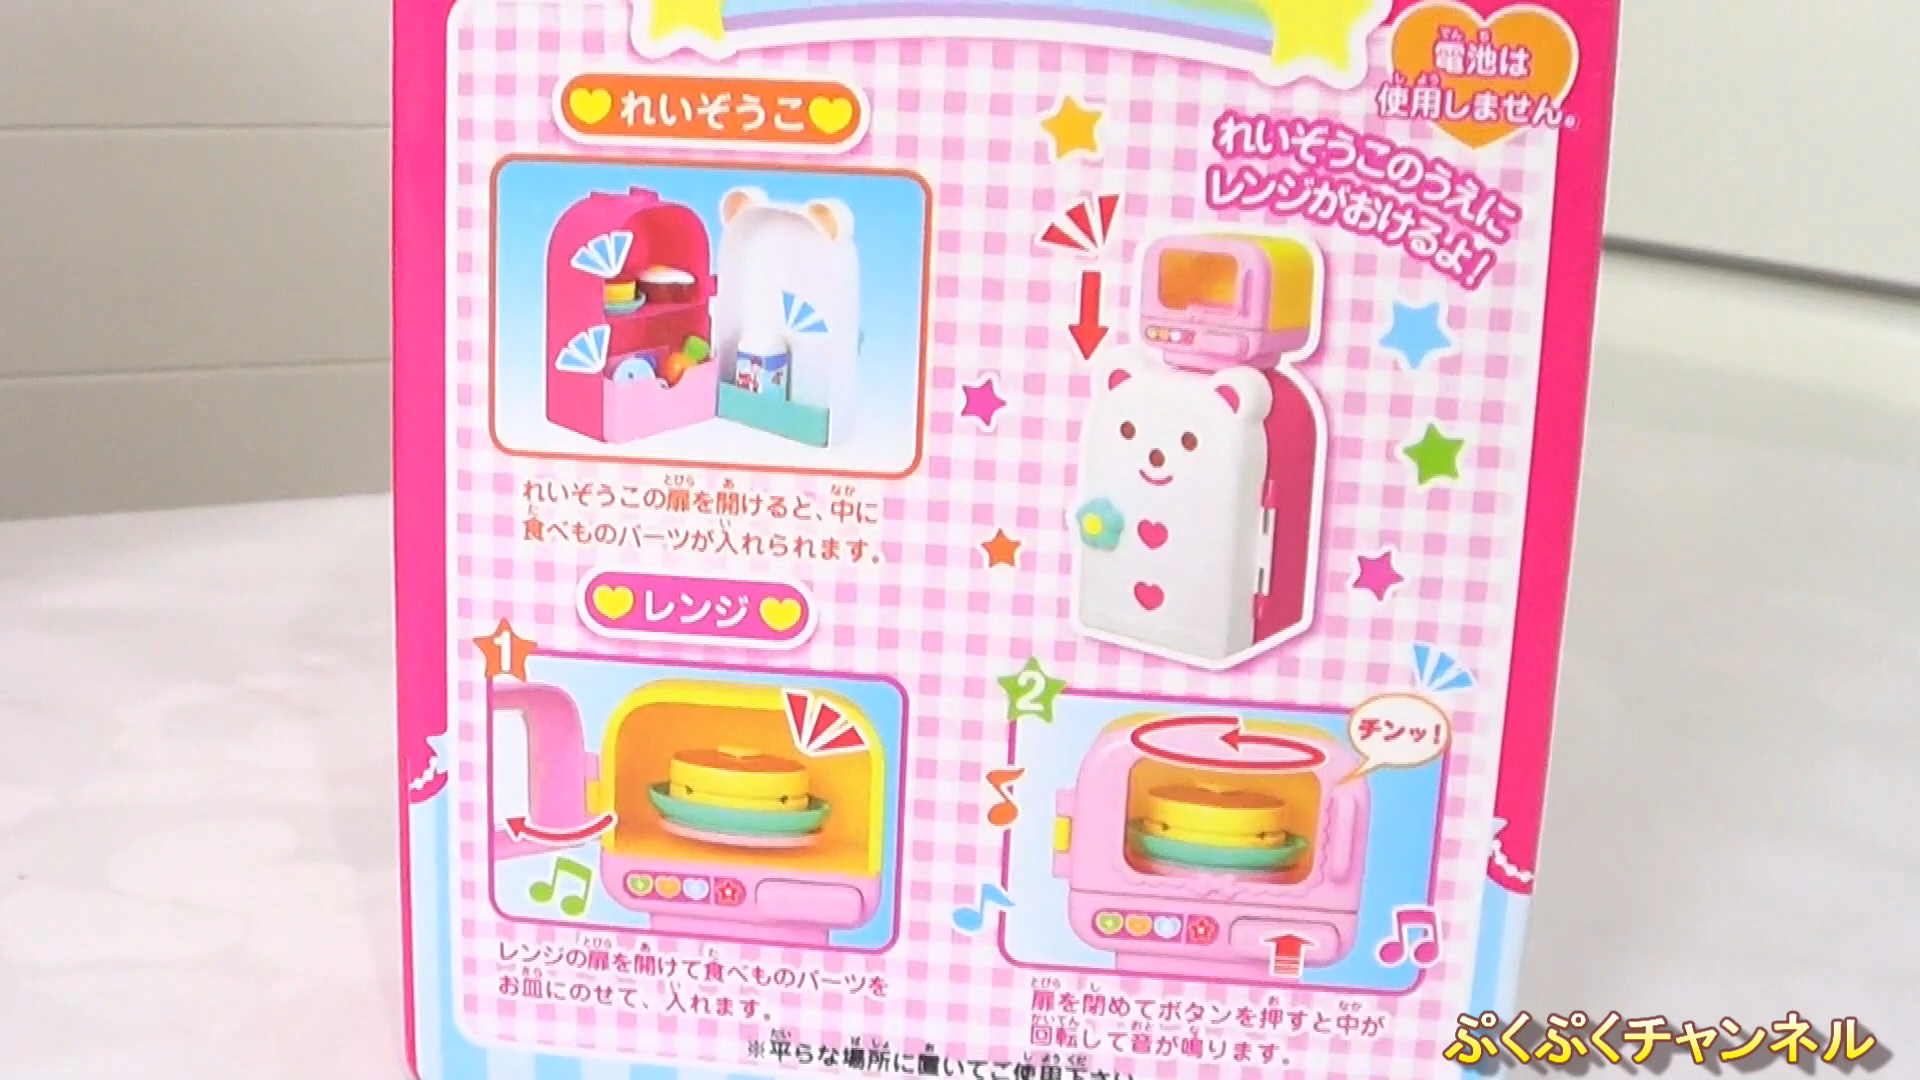 電池は
使用しません。
れいぞうこ
れいぞうこのうえに
レンジがおけるよ!
れいぞうこの扉を開けると、中に
食べもののパーツが入れられます。
レンジ
1
2
チンッ!
レンジの扉を開けて食べもののパーツを
お皿にのせて、入れます。
扉を閉めてボタンを押すと中が
回転して音が鳴ります。
※平らな場所に置いてご使用下さい
ぷくぷくチャンネル